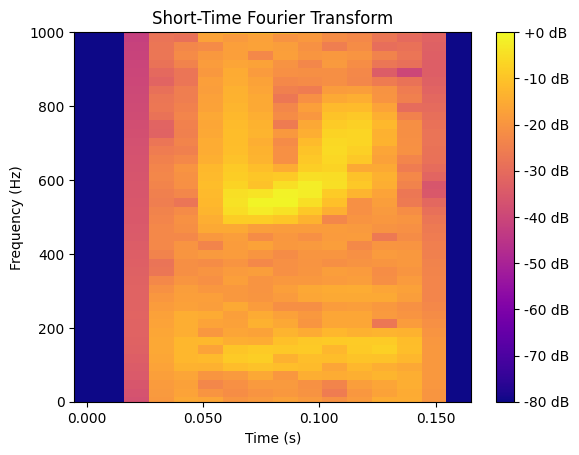 Short-Time Fourier Transform
1000
800
600
400
200
0
Frequency (Hz)
0.000
0.050
0.100
0.150
Time (s)
+0 dB
-10 dB
-20 dB
-30 dB
-40 dB
-50 dB
-60 dB
-70 dB
-80 dB